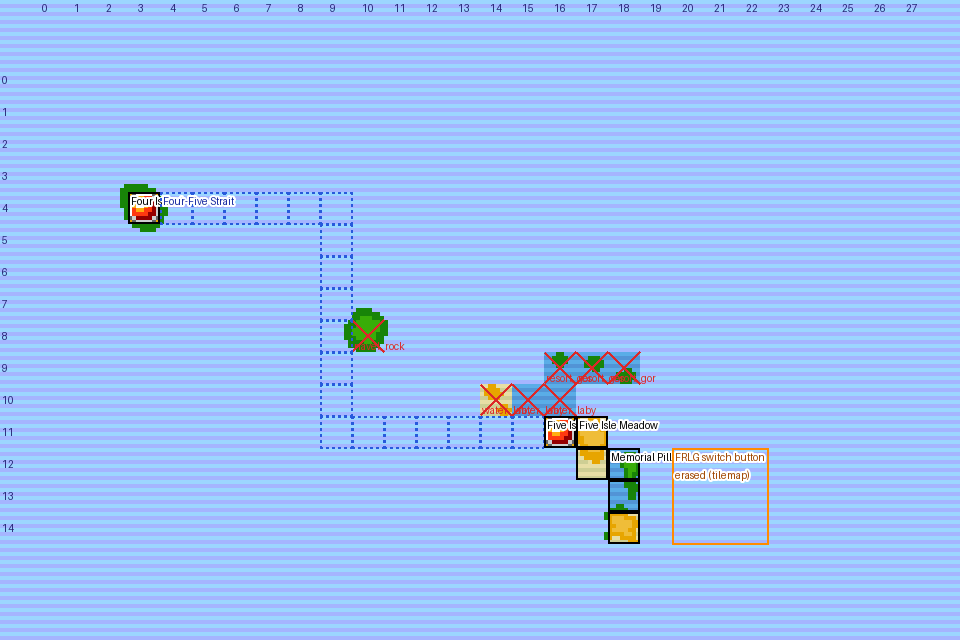 0 1 2 3 4 5 6 7 8 9 10 11 12 13 14 15 16 17 18 19 20 21 22 23 24 25 26 27
0
1
2
3
4
Four Is Four-Five Strait
5
6
7
8
rock
9
resort_gor
10
laby
11
Five Is Five Isle Meadow
12
Memorial Pill FRLG switch button
erased (tilemap)
13
14